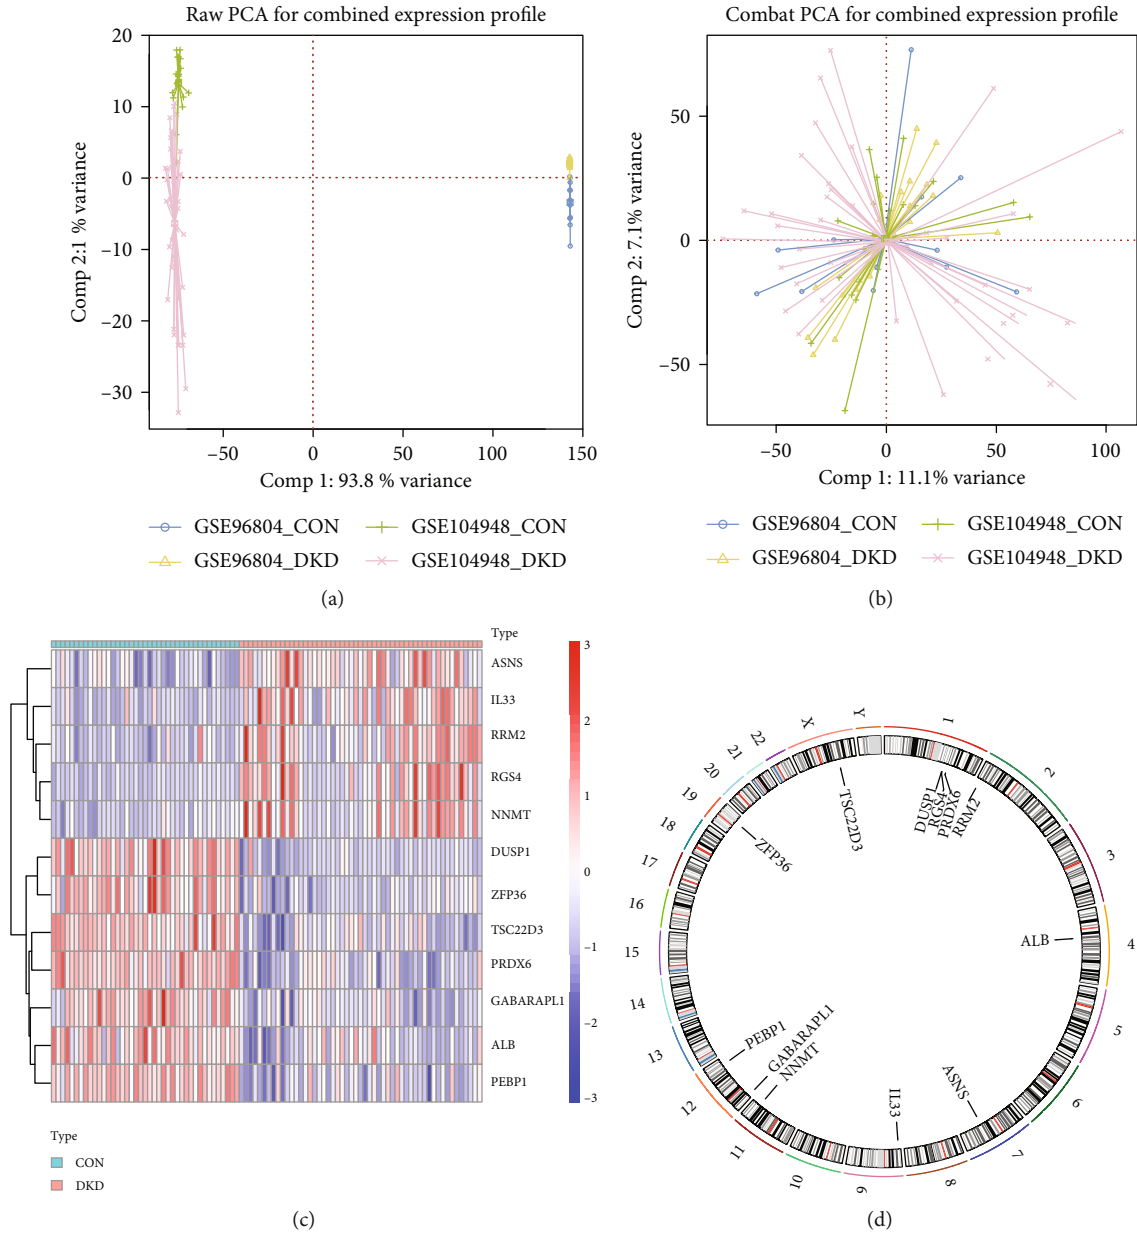 Raw PCA for combined expression profile
20
10
0
−10
−20
−30
Comp 2:1 % variance
−50
0
50
100
150
Comp 1: 93.8 % variance
GSE96804_CON
GSE104948_CON
GSE96804_DKD
GSE104948_DKD
(a)
Combat PCA for combined expression profile
50
0
−50
Comp 2: 7.1% variance
−50
0
50
100
Comp 1: 11.1% variance
GSE96804_CON
GSE104948_CON
GSE96804_DKD
GSE104948_DKD
(b)
Type
ASNS
IL33
RRM2
RGS4
NNMT
DUSP1
ZFP36
TSC22D3
PRDX6
GABARAPL1
ALB
PEBP1
3
2
1
0
−1
−2
−3
Type
CON
DKD
(c)
1
2
3
4
5
6
7
8
9
10
11
12
13
14
15
16
17
18
19
20
21
22
X
Y
DUSP1
RGS4
PRDX6
RRM2
ALB
ASNS
IL33
NNMT
GABARAPL1
PEBP1
ZFP36
TSC22D3
(d)